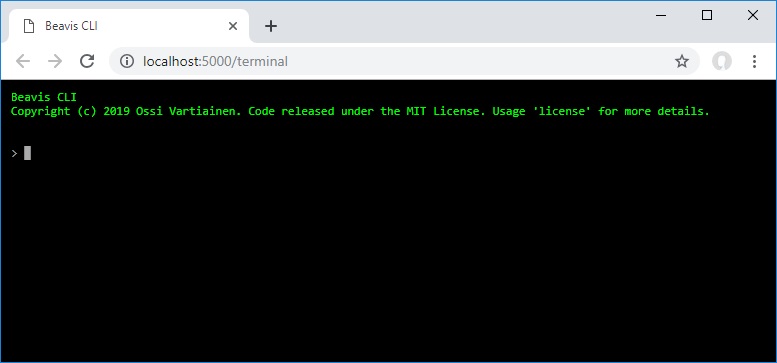 Beavis CLI
localhost:5000/terminal
Beavis CLI
Copyright (c) 2019 Ossi Vartiainen. Code released under the MIT License. Usage 'license' for more details.
>